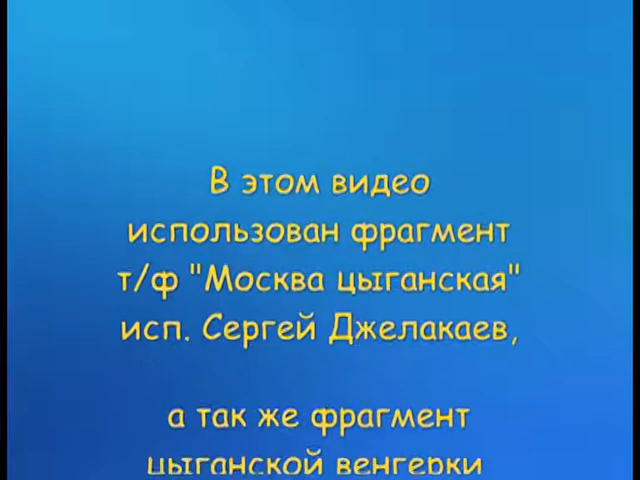 В этом видео
использован фрагмент
т/ф "Москва цыганская"
исп. Сергей Джелакаев,
а так же фрагмент
цыганской венгерки